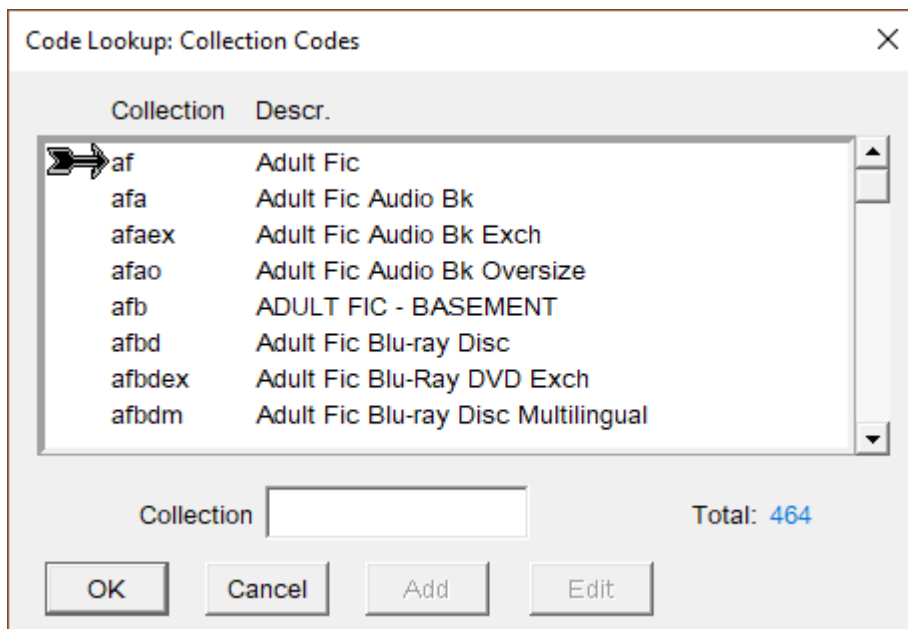 Code Lookup: Collection Codes
Collection Descr.
af Adult Fic
afa Adult Fic Audio Bk
afaex Adult Fic Audio Bk Exch
afao Adult Fic Audio Bk Oversize
afb ADULT FIC - BASEMENT
afbd Adult Fic Blu-ray Disc
afbdex Adult Fic Blu-Ray DVD Exch
afbdm Adult Fic Blu-ray Disc Multilingual
Collection Total: 464
OK Cancel Add Edit